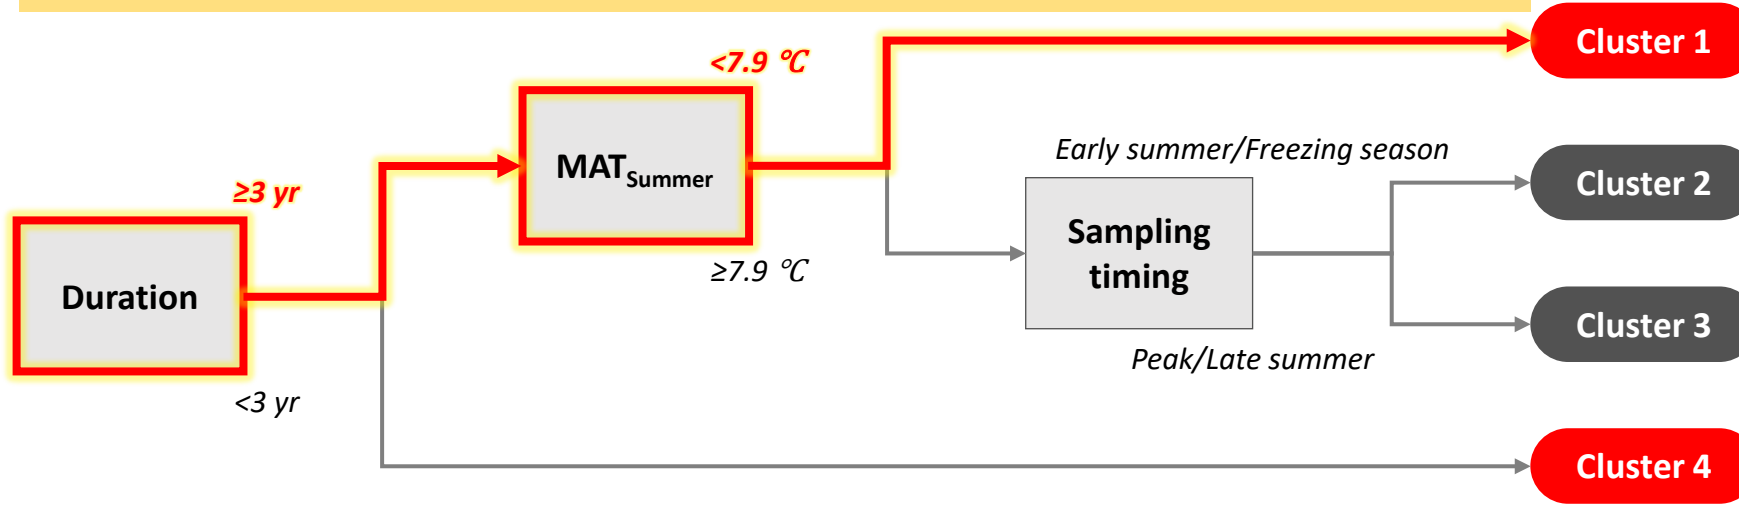 <7.9 ℃
Cluster 1
Early summer/Freezing season
MATSummer
Cluster 2
≥3 yr
Sampling
timing
≥7.9 ℃
Duration
Cluster 3
Peak/Late summer
<3 yr
Cluster 4